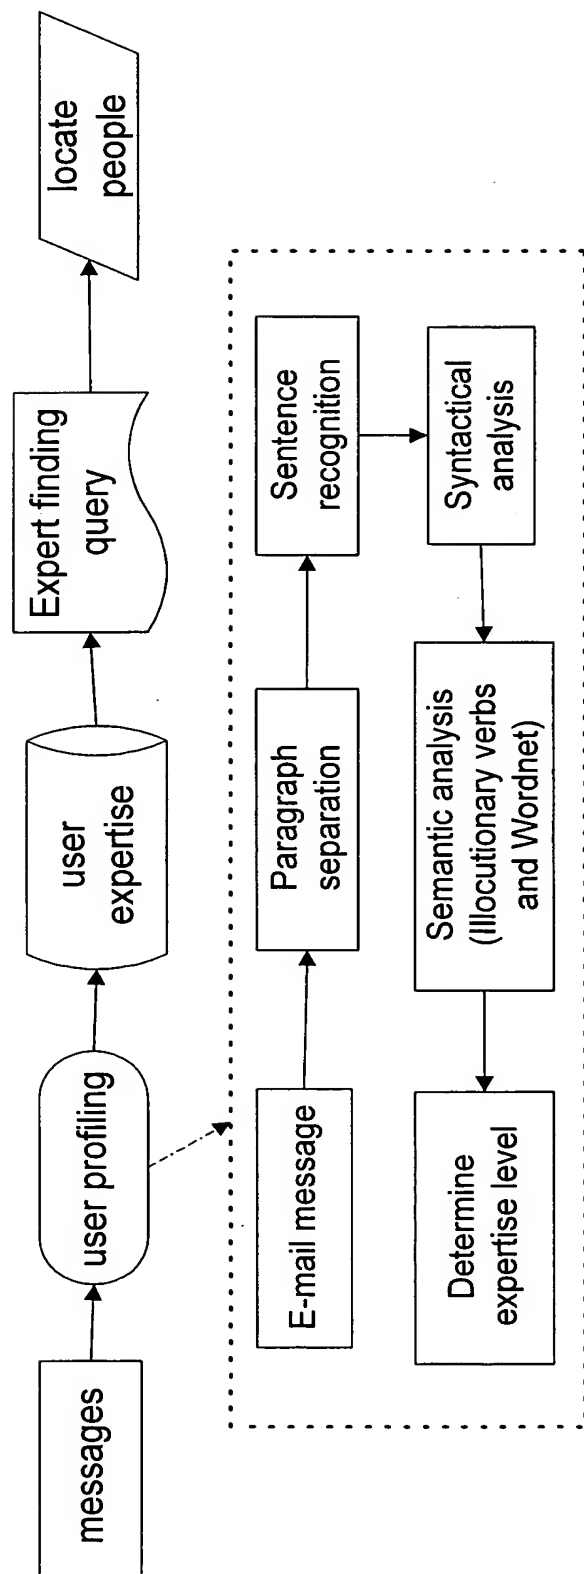 messages
user profiling
user
expertise
Expert finding
query
locate
people
E-mail message
Paragraph
separation
Sentence
recognition
Syntactical
analysis
Semantic analysis
(Illocutionary verbs
and Wordnet)
Determine
expertise level